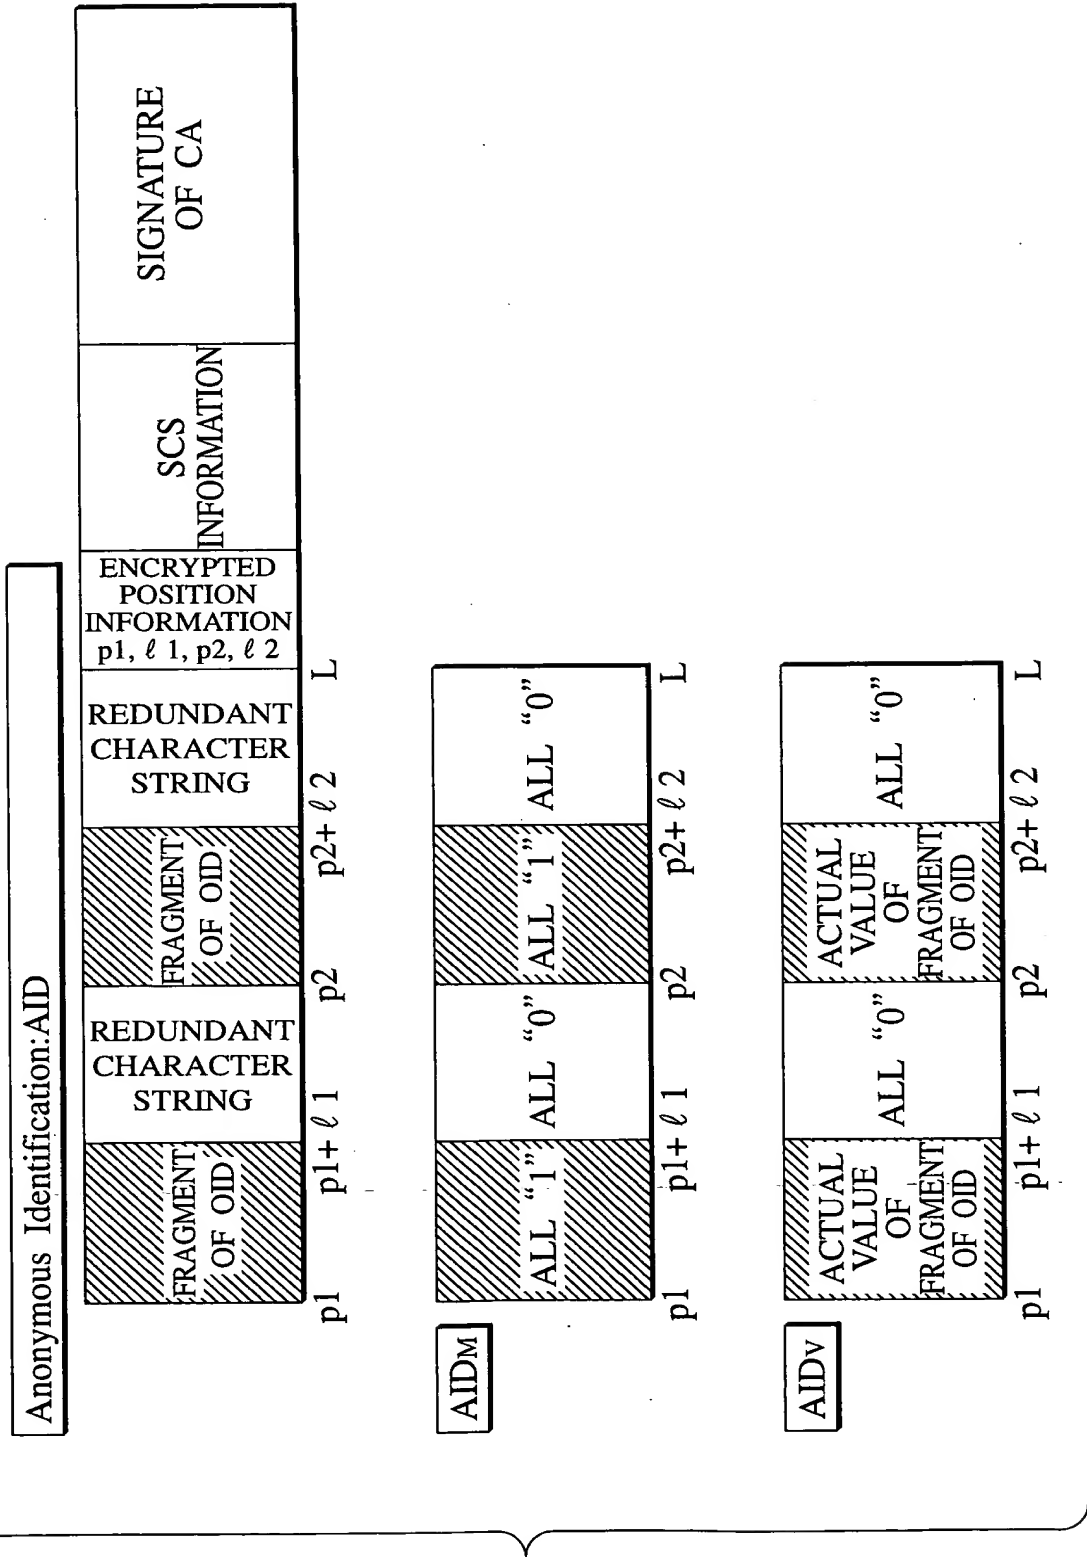 Anonymous Identification:AID
FRAGMENT
OF OID
REDUNDANT
CHARACTER
STRING
FRAGMENT
OF OID
REDUNDANT
CHARACTER
STRING
ENCRYPTED
POSITION
INFORMATION
p1, ℓ 1, p2, ℓ 2
SCS
INFORMATION
SIGNATURE
OF CA
p1
p1+ ℓ 1
p2
p2+ ℓ 2
L
AIDM
ALL “1”
ALL “0”
ALL “1”
ALL “0”
p1
p1+ ℓ 1
p2
p2+ ℓ 2
L
AIDV
ACTUAL
VALUE
OF
FRAGMENT
OF OID
ALL “0”
ACTUAL
VALUE
OF
FRAGMENT
OF OID
ALL “0”
p1
p1+ ℓ 1
p2
p2+ ℓ 2
L